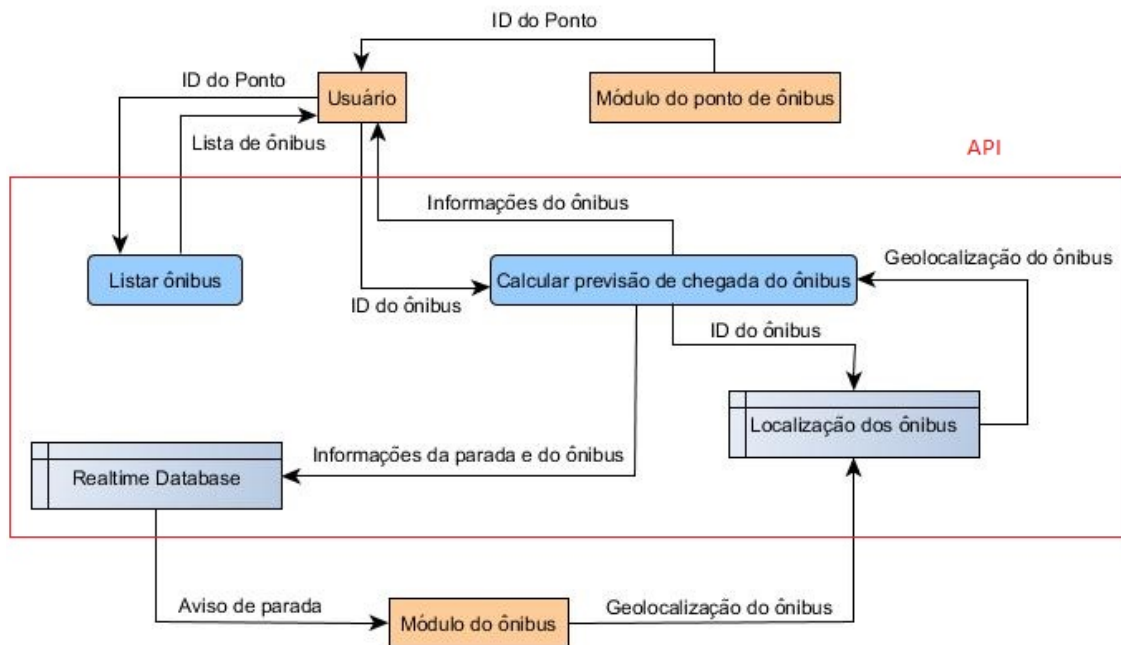 ID do Ponto
ID do Ponto
Usuário
Módulo do ponto de ônibus
Lista de ônibus
API
Informações do ônibus
Geolocalização do ônibus
Listar ônibus
Calcular previsão de chegada do ônibus
ID do ônibus
ID do ônibus
Localização dos ônibus
Informações da parada e do ônibus
Realtime Database
Aviso de parada
Módulo do ônibus
Geolocalização do ônibus